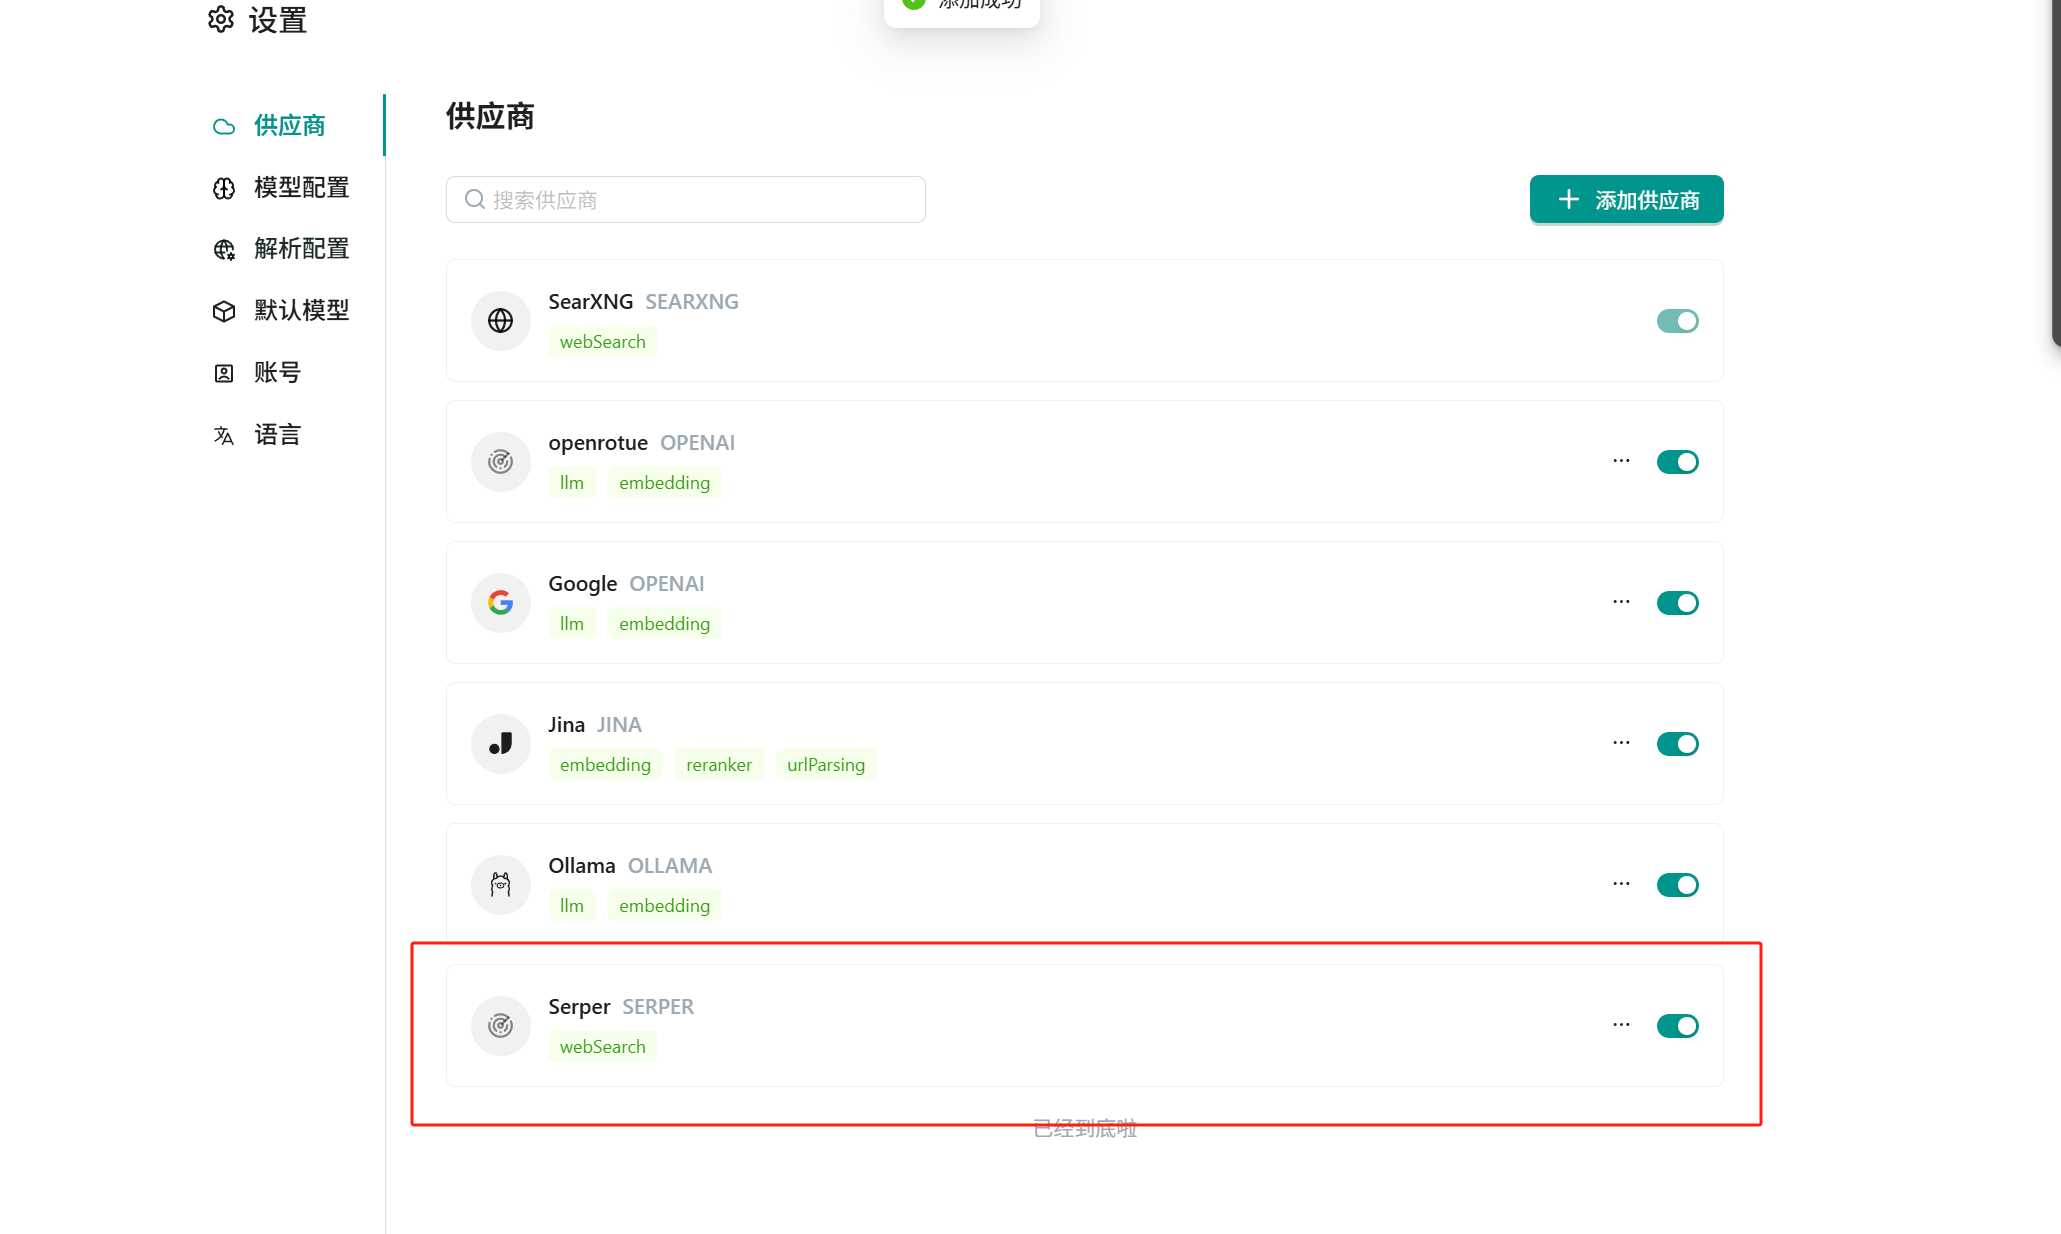 设置
添加成功
供应商
模型配置
解析配置
默认模型
账号
语言
供应商
搜索供应商
添加供应商
SearXNG SEARXNG
webSearch
openrotue OPENAI
llm embedding
Google OPENAI
llm embedding
Jina JINA
embedding reranker urlParsing
Ollama OLLAMA
llm embedding
Serper SERPER
webSearch
已经到底啦